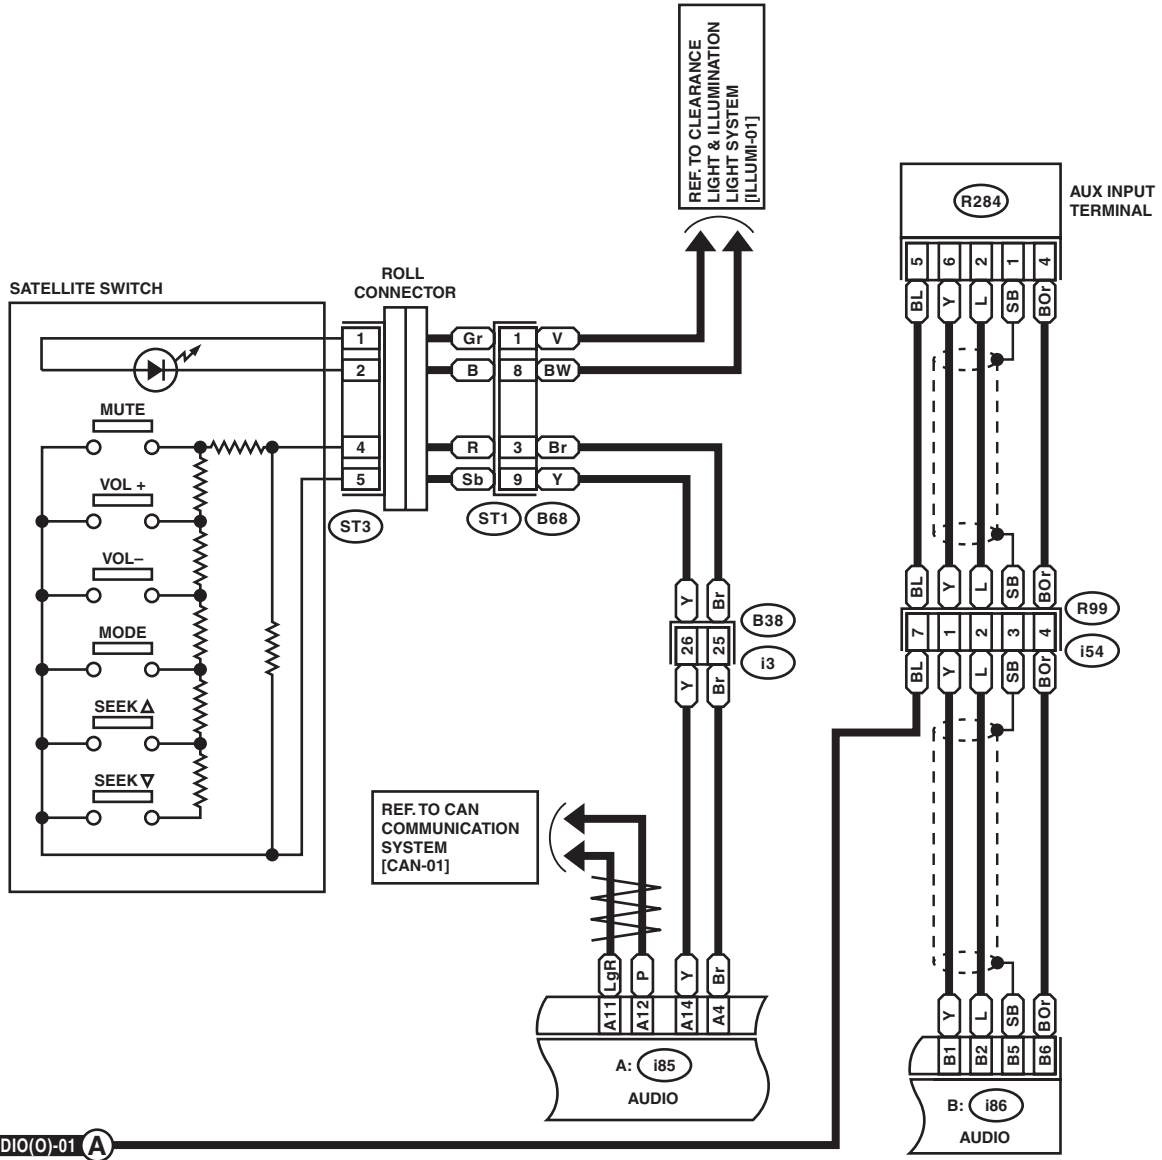 REF. TO CLEARANCE
LIGHT & ILLUMINATION
LIGHT SYSTEM
[ILLUMI-01]
R284
AUX INPUT
TERMINAL
5 6 2 1 4
BL Y L SB BOr
SATELLITE SWITCH
ROLL
CONNECTOR
1 Gr 1 V
2 B 8 BW
MUTE
4 R 3 Br
5 Sb 9 Y
VOL +
ST3 ST1 B68
VOL–
BL Y L SB BOr
Y Br
R99
7 1 2 3 4
B38
26 25
i3
i54
BL Y L SB BOr
Y Br
MODE
SEEK △
SEEK ▽
REF. TO CAN
COMMUNICATION
SYSTEM
[CAN-01]
LgR P Y Br
A11 A12 A14 A4
A: i85
AUDIO
Y L SB BOr
B1 B2 B5 B6
B: i86
AUDIO
DIO(O)-01 A